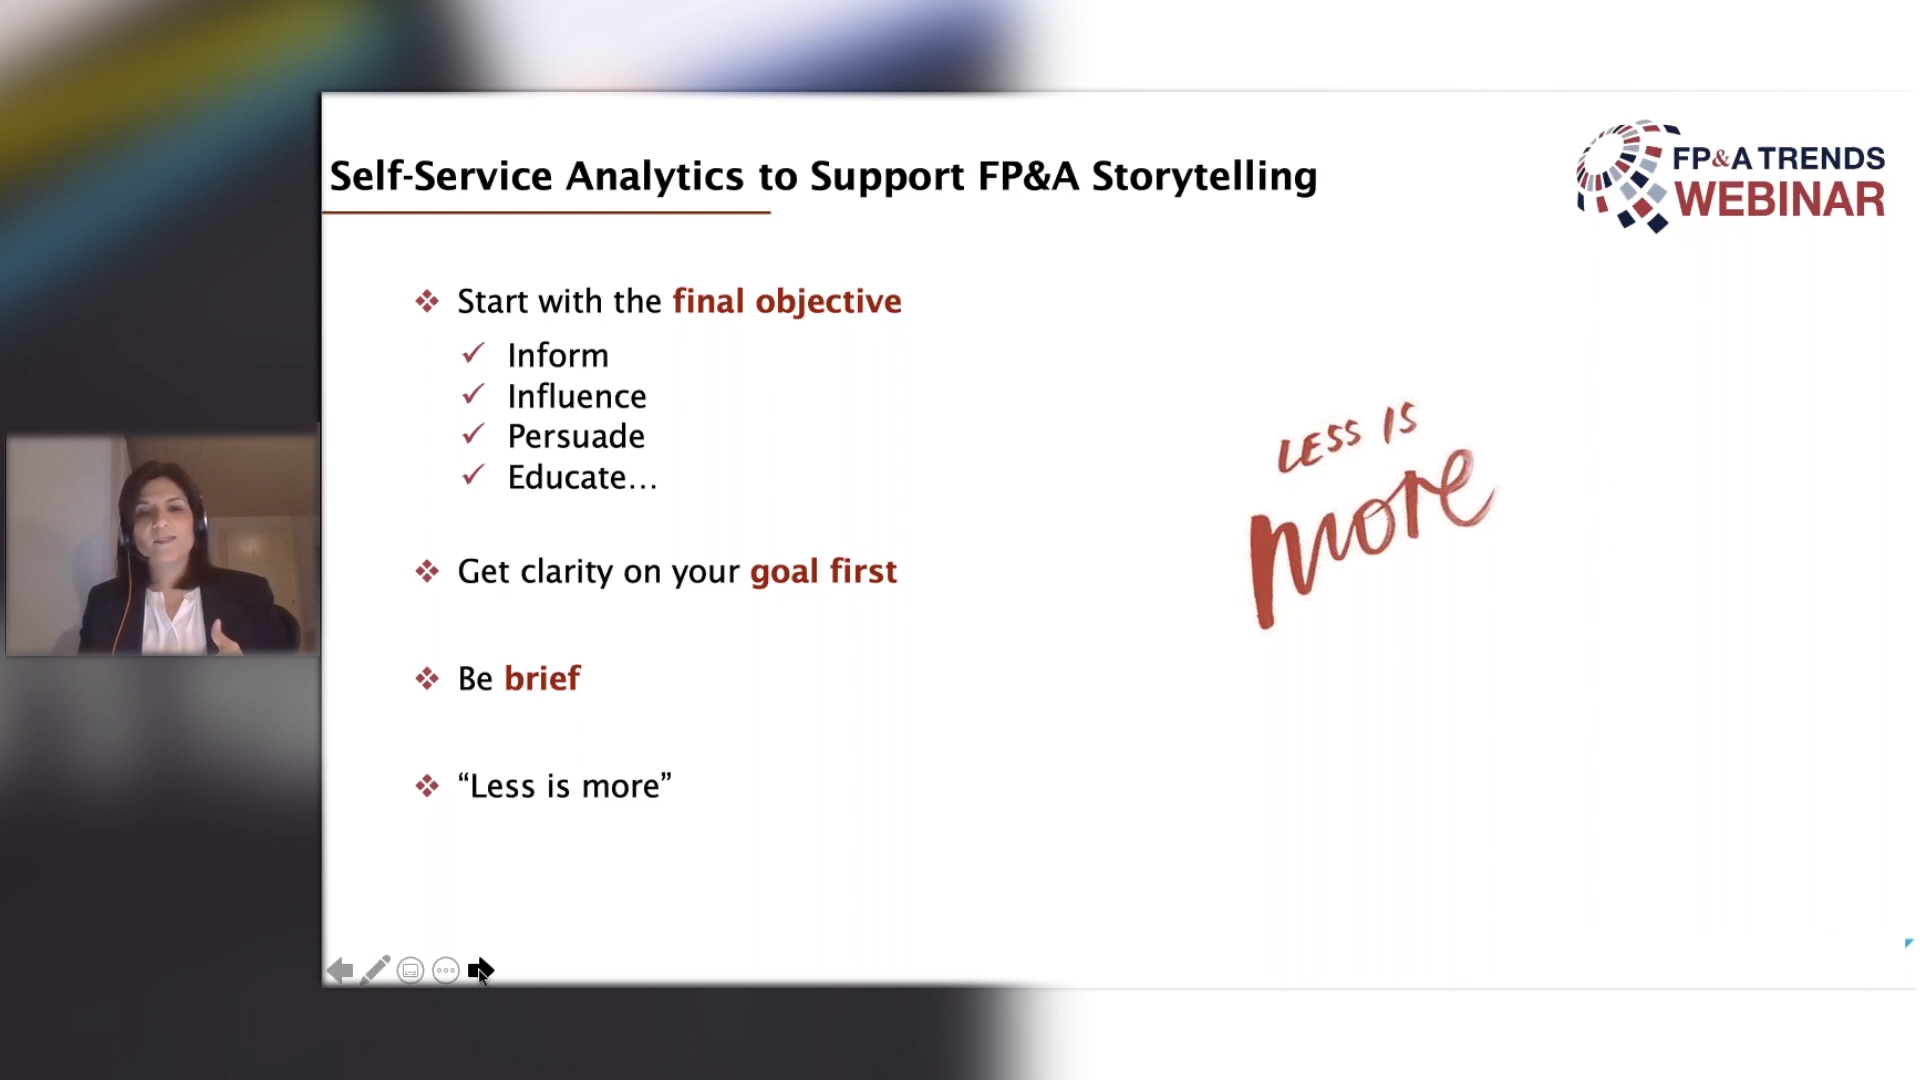 Self-Service Analytics to Support FP&A Storytelling
FP&A TRENDS
WEBINAR
❖ Start with the final objective
✓ Inform
✓ Influence
✓ Persuade
✓ Educate…
❖ Get clarity on your goal first
❖ Be brief
❖ “Less is more”
LESS IS
more